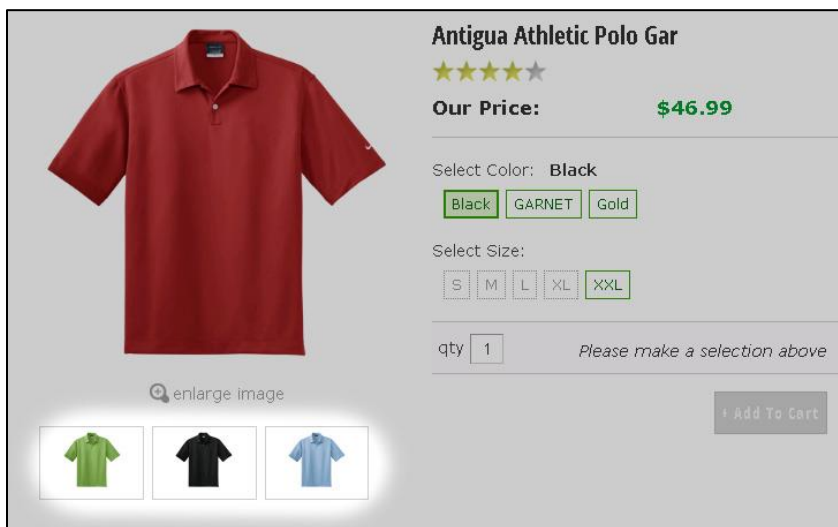 Antigua Athletic Polo Gar
Our Price: $46.99
Select Color: Black
Black GARNET Gold
Select Size:
S M L XL XXL
qty 1 Please make a selection above
enlarge image
+ Add To Cart